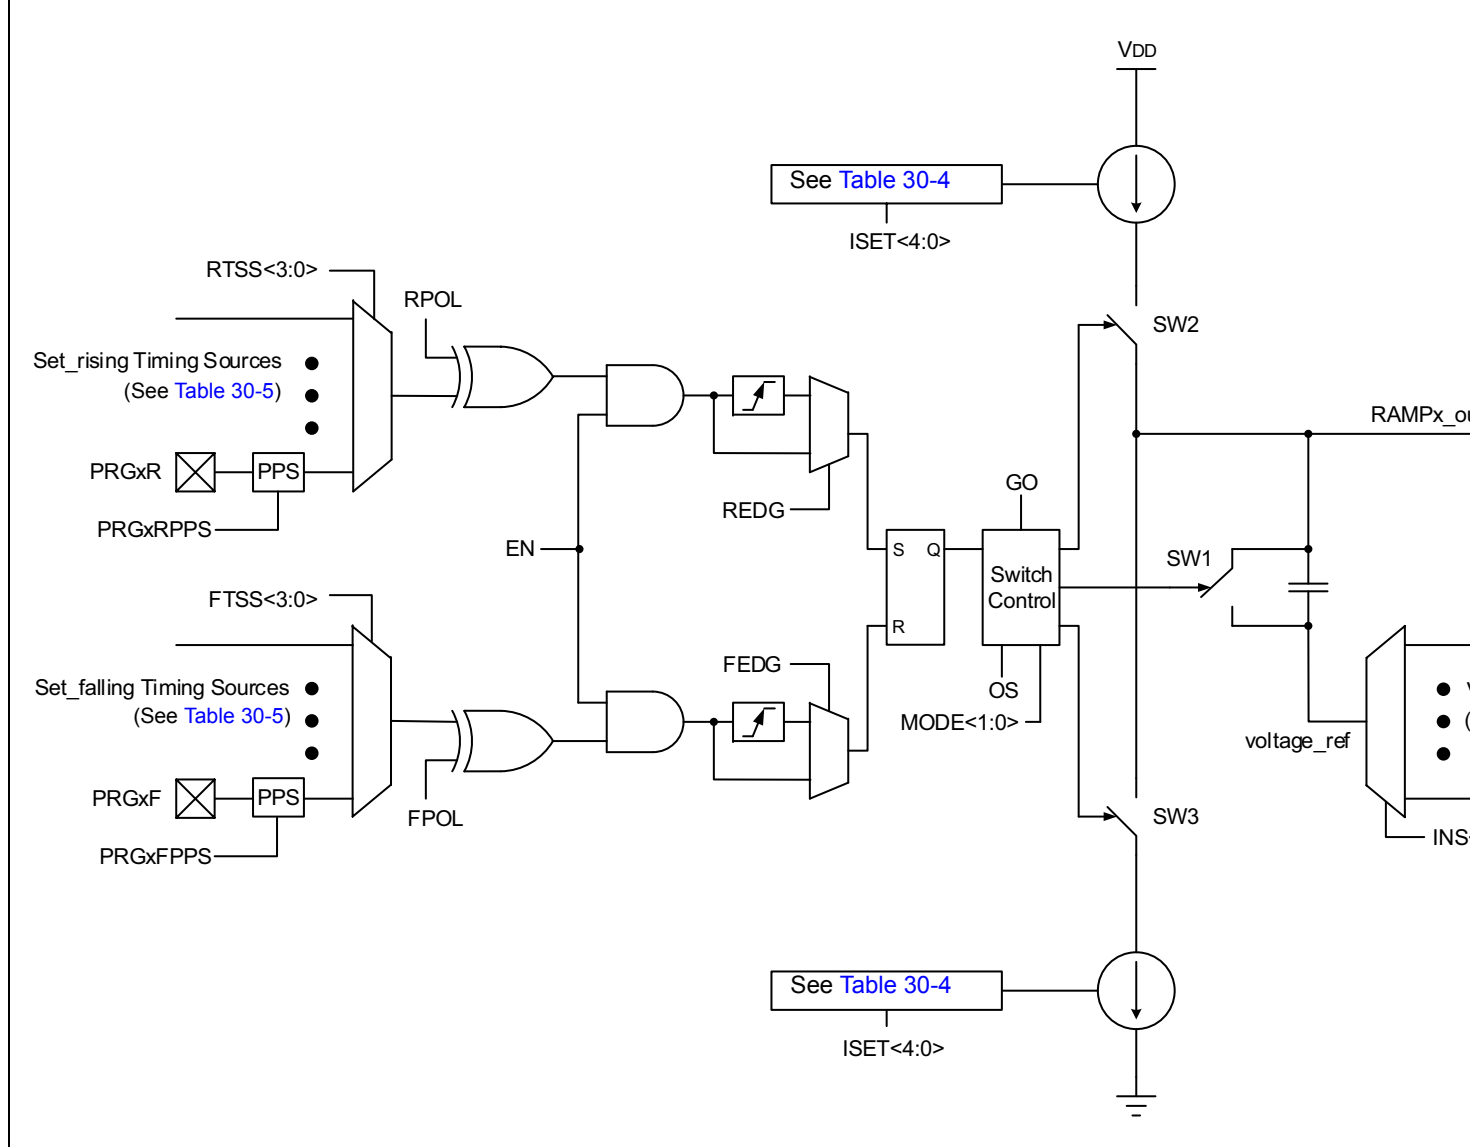 VDD
See Table 30-4
ISET<4:0>
RTSS<3:0>
RPOL
SW2
Set_rising Timing Sources
(See Table 30-5)
RAMPx_ou
PRGxR
PPS
REDG
GO
PRGxRPPS
EN
S Q
SW1
Switch
Control
FTSS<3:0>
R
FEDG
Set_falling Timing Sources
(See Table 30-5)
OS
MODE<1:0>
voltage_ref
PRGxF
PPS
FPOL
SW3
INS
PRGxFPPS
See Table 30-4
ISET<4:0>